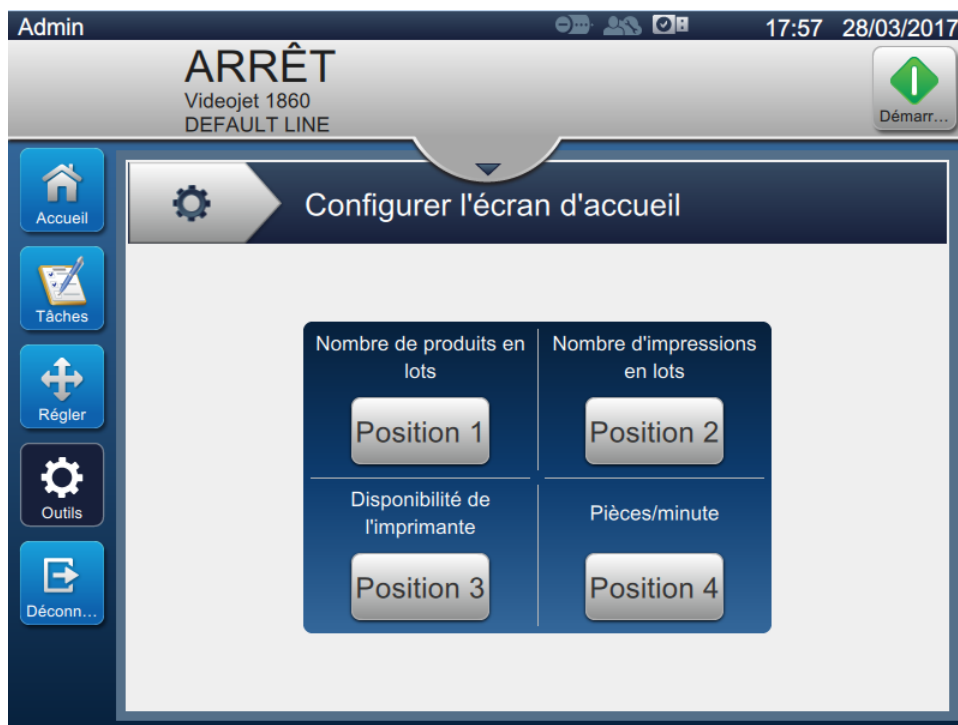 Admin
17:57 28/03/2017
ARRÊT
Videojet 1860
DEFAULT LINE
Démarr...
Accueil
Configurer l'écran d'accueil
Tâches
Régler
Outils
Déconn...
Nombre de produits en
lots
Position 1
Nombre d'impressions
en lots
Position 2
Disponibilité de
l'imprimante
Position 3
Pièces/minute
Position 4